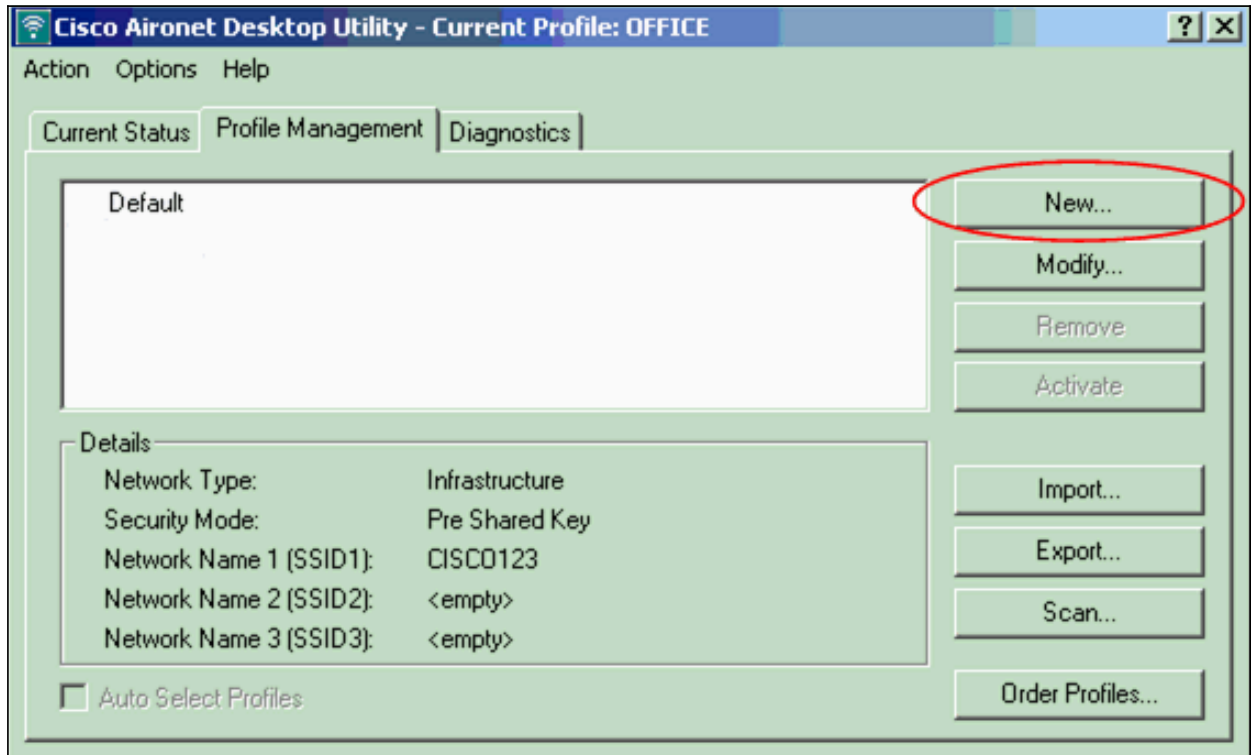 Cisco Aironet Desktop Utility - Current Profile: OFFICE
Action Options Help
Current Status Profile Management Diagnostics
Default
New...
Modify...
Remove
Activate
Details
Network Type: Infrastructure
Security Mode: Pre Shared Key
Network Name 1 (SSID1): CISCO123
Network Name 2 (SSID2): <empty>
Network Name 3 (SSID3): <empty>
Import...
Export...
Scan...
Auto Select Profiles
Order Profiles...